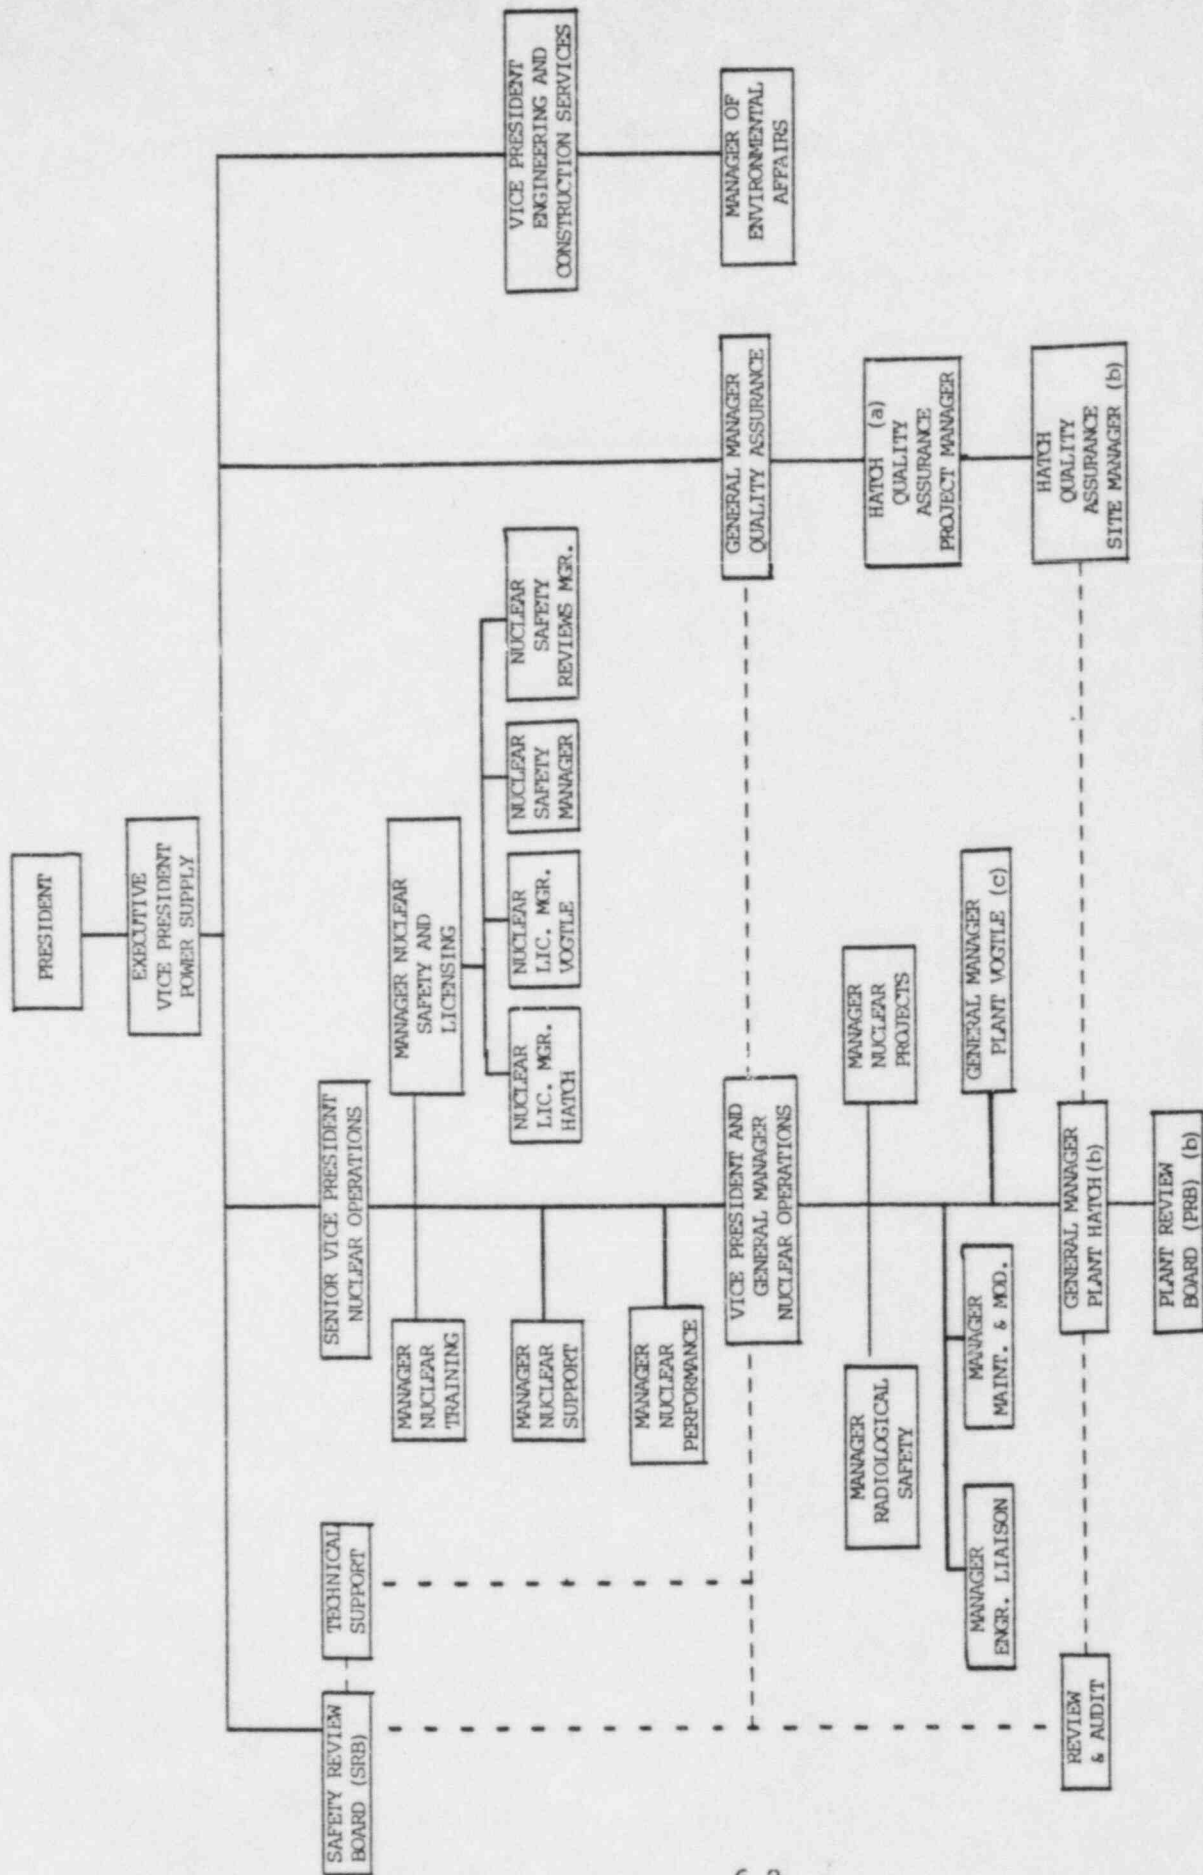 PRESIDENT
EXECUTIVE
VICE PRESIDENT
POWER SUPPLY
SAFETY REVIEW
BOARD (SRB)
TECHNICAL
SUPPORT
SENIOR VICE PRESIDENT
NUCLEAR OPERATIONS
MANAGER
NUCLEAR
TRAINING
MANAGER NUCLEAR
SAFETY AND
LICENSING
MANAGER
NUCLEAR
SUPPORT
NUCLEAR
LIC. MGR.
HATCH
NUCLEAR
LIC. MGR.
VOGTLE
NUCLEAR
SAFETY
MANAGER
NUCLEAR
SAFETY
REVIEWS MGR.
VICE PRESIDENT
ENGINEERING AND
CONSTRUCTION SERVICES
MANAGER
NUCLEAR
PERFORMANCE
VICE PRESIDENT AND
GENERAL MANAGER
NUCLEAR OPERATIONS
GENERAL MANAGER
QUALITY ASSURANCE
MANAGER OF
ENVIRONMENTAL
AFFAIRS
MANAGER
RADIOLOGICAL
SAFETY
MANAGER
NUCLEAR
PROJECTS
HATCH (a)
QUALITY
ASSURANCE
PROJECT MANAGER
MANAGER
ENGR. LIAISON
MANAGER
MAINT. & MOD.
GENERAL MANAGER
PLANT VOGTLE (c)
REVIEW
& AUDIT
GENERAL MANAGER
PLANT HATCH (b)
HATCH
QUALITY
ASSURANCE
SITE MANAGER (b)
PLANT REVIEW
BOARD (PRB) (b)